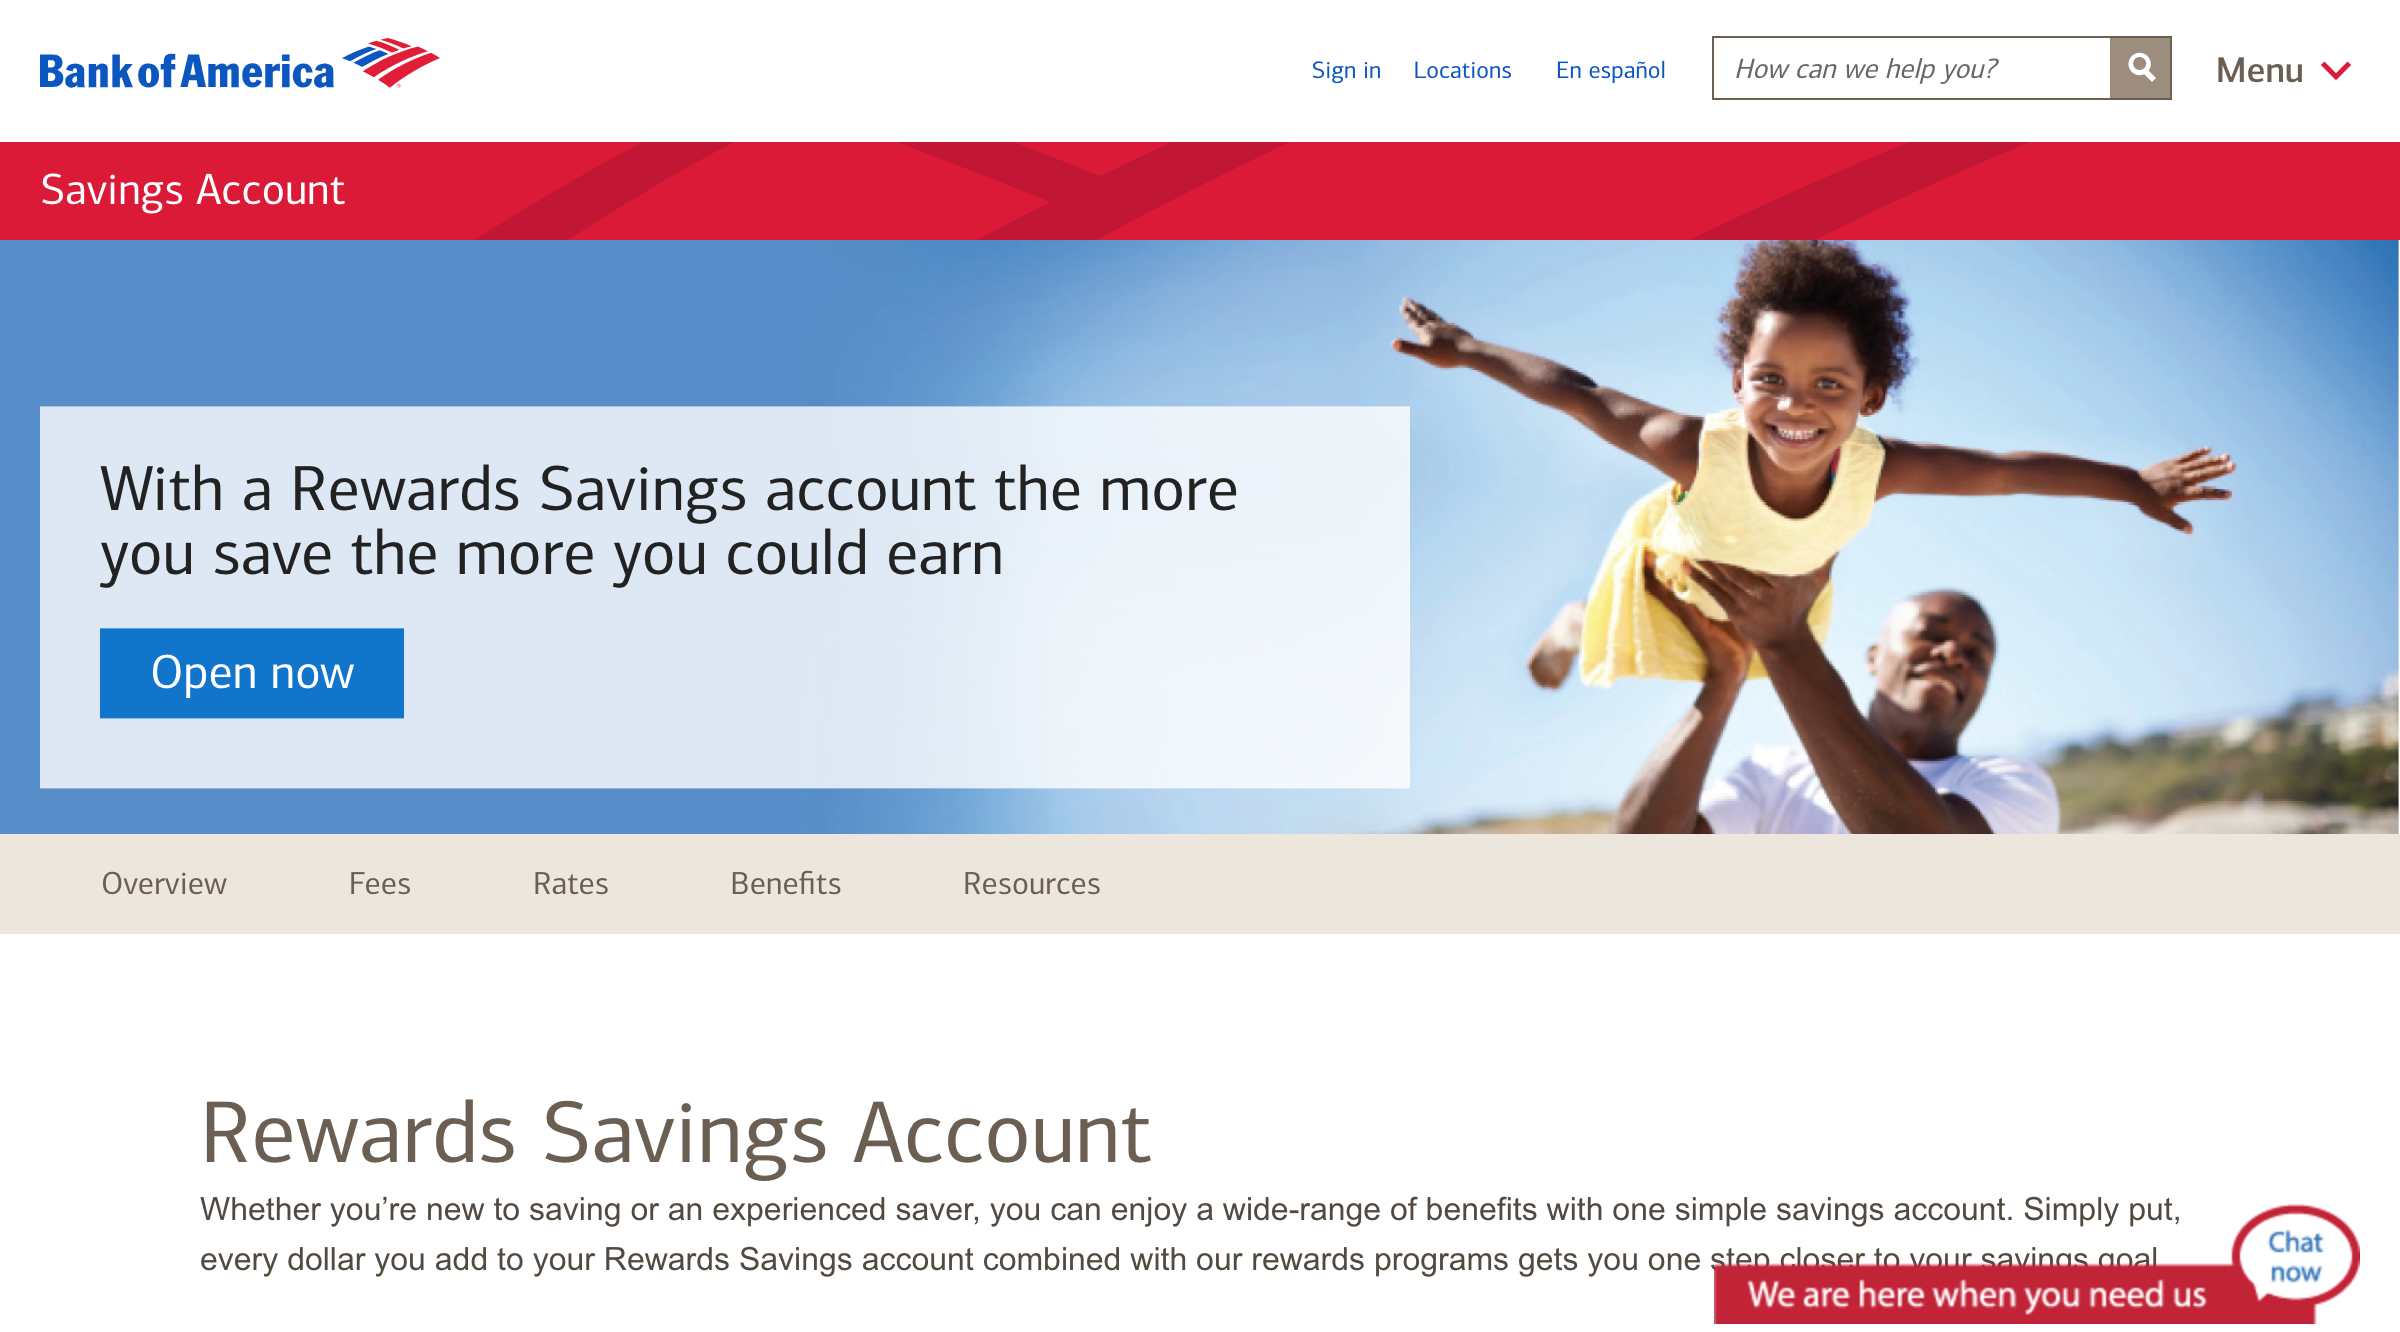 Bank of America
Sign in
Locations
En español
How can we help you?
Menu
Savings Account
With a Rewards Savings account the more
you save the more you could earn
Open now
Overview
Fees
Rates
Benefits
Resources
Rewards Savings Account
Whether you’re new to saving or an experienced saver, you can enjoy a wide-range of benefits with one simple savings account. Simply put,
every dollar you add to your Rewards Savings account combined with our rewards programs gets you one step closer to your savings goal
Chat
now
We are here when you need us